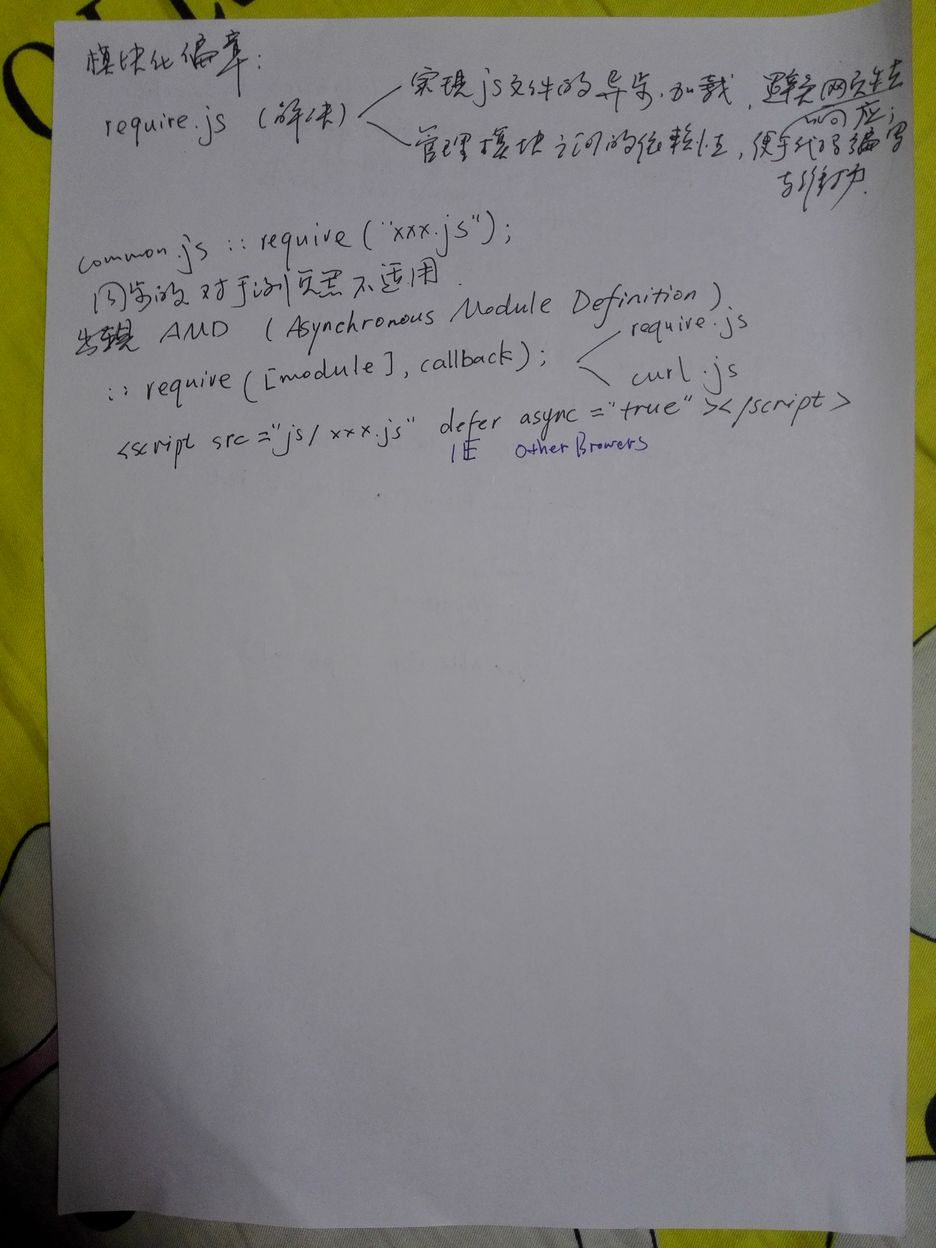 模块化编章:
require.js (解决)
实现js文件的异步加载, 避免网页失去
响应;
管理模块之间的依赖性, 便于代码编写
与维护.
common.js :: require ("xxx.js");
同步的 对于浏览器不适用.
出现 AMD (Asynchronous Module Definition).
:: require ([module], callback);
require.js
curl.js
<script src="js/xxx.js" defer async="true"></script>
IE Other Browers